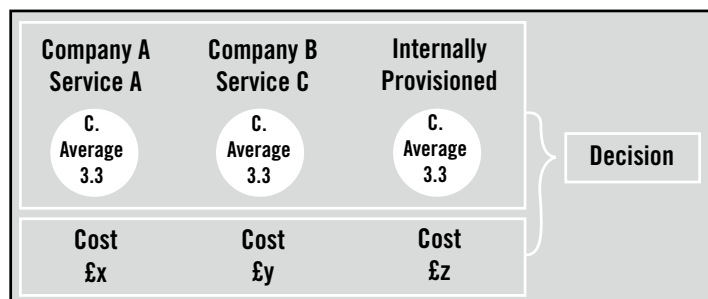 Company A
Service A
Company B
Service C
Internally
Provisioned
C.
Average
3.3
C.
Average
3.3
C.
Average
3.3
Decision
Cost
£x
Cost
£y
Cost
£z